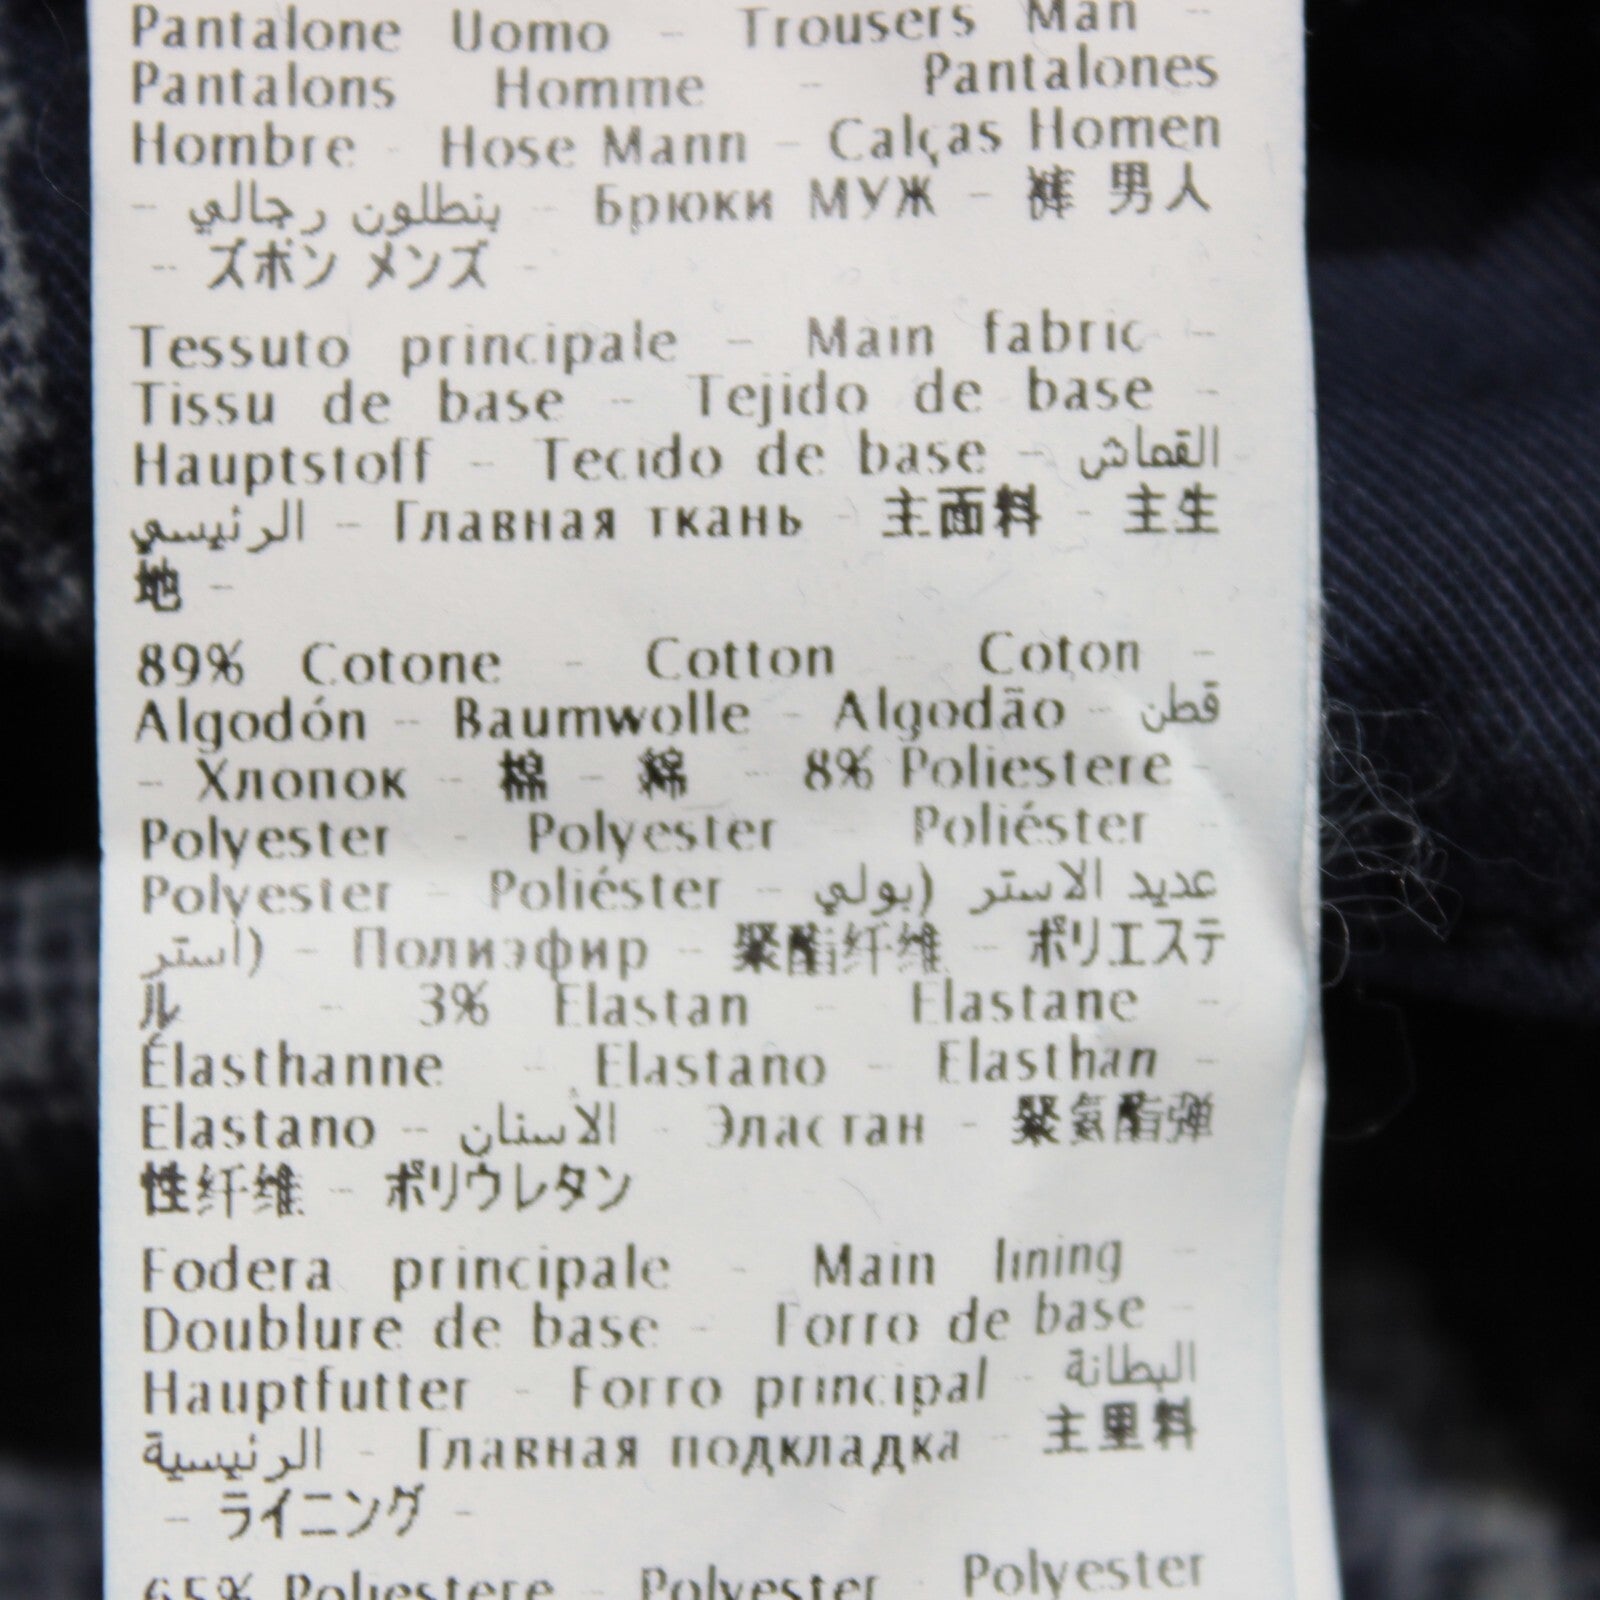 Pantalone Uomo - Trousers Man -
Pantalons Homme - Pantalones
Hombre - Hose Mann - Calças Homen
- بنطلون رجالي - Брюки МУЖ - 裤 男人
- ズボン メンズ -
Tessuto principale - Main fabric -
Tissu de base - Tejido de base -
Hauptstoff - Tecido de base - القماش
الرئيسي - Главная ткань - 主面料 - 主生
地 -
89% Cotone - Cotton - Coton -
Algodón - Baumwolle - Algodão - قطن
- Хлопок - 棉 - 綿 - 8% Poliestere -
Polyester - Polyester - Poliéster -
Polyester - Poliéster - عديد الاستر (بولي
أستر) - Полиэфир - 聚酯纤维 - ポリエステ
ル - 3% Elastan - Elastane -
Élasthanne - Elastano - Elasthan -
Elastano - الأستان - Эластан - 聚氨酯弹
性纤维 - ポリウレタン
Fodera principale - Main lining -
Doublure de base - Forro de base -
Hauptfutter - Forro principal - البطانة
الرئيسية - Главная подкладка - 主里料
- ライニング -
65% Poliestere - Polyester - Polyester